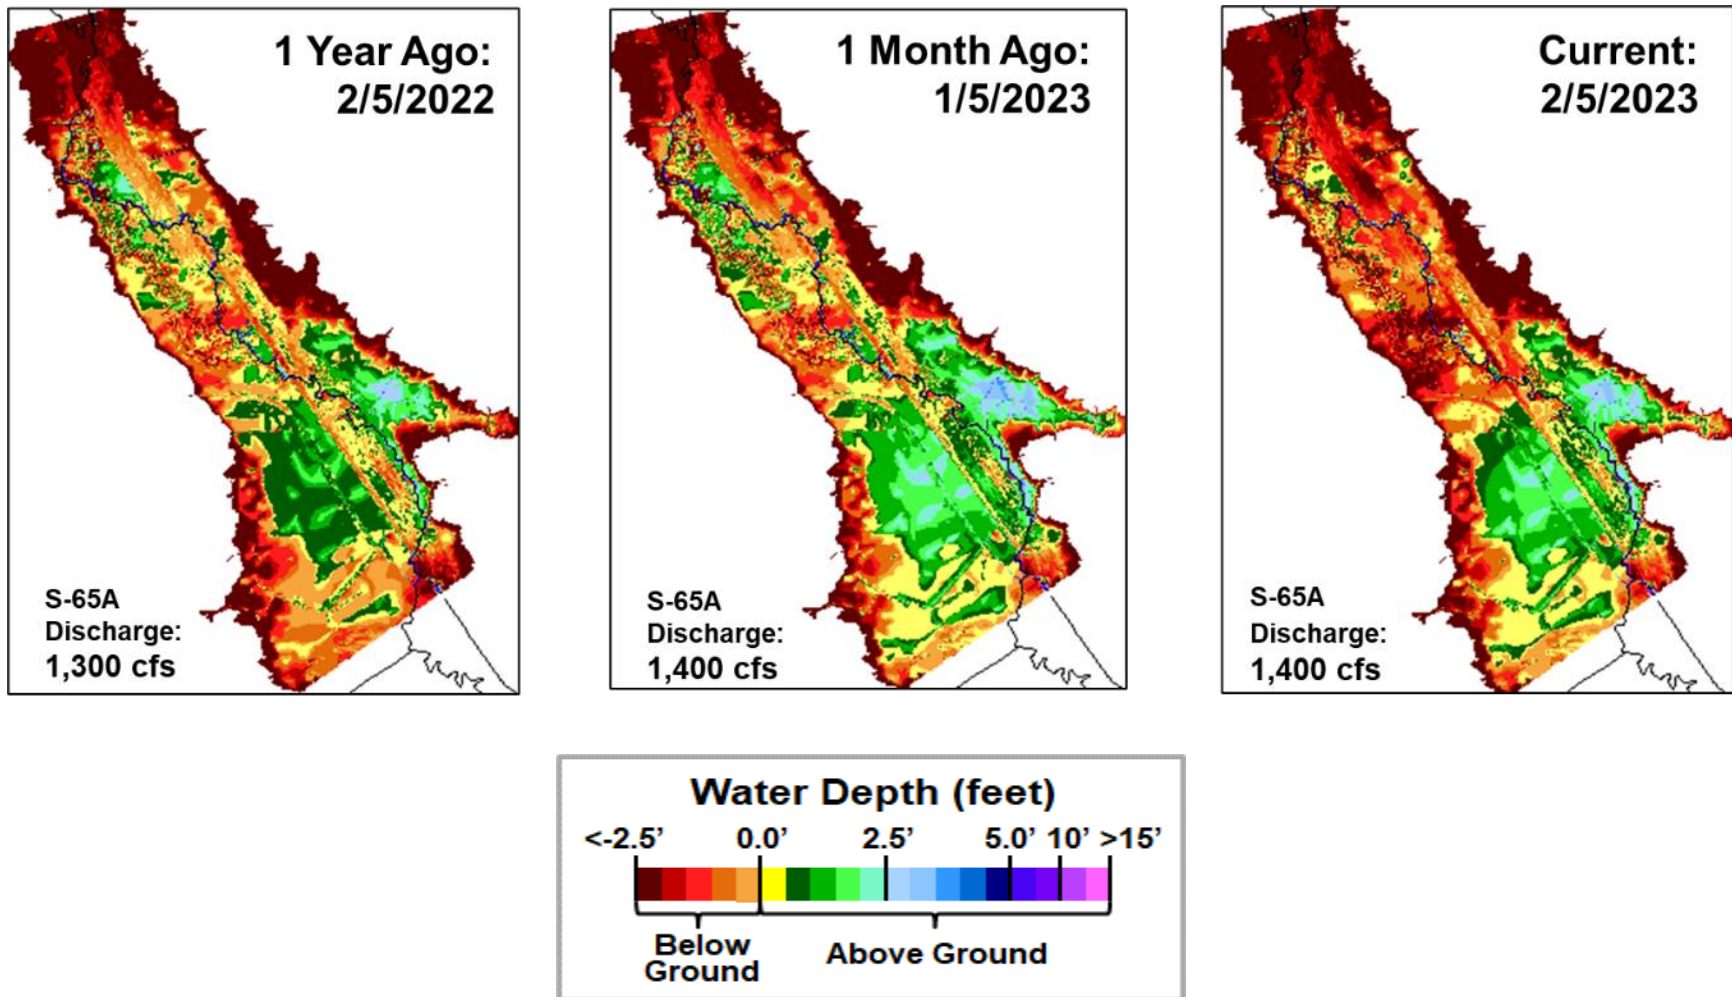 1 Year Ago:
2/5/2022
S-65A
Discharge:
1,300 cfs
1 Month Ago:
1/5/2023
S-65A
Discharge:
1,400 cfs
Current:
2/5/2023
S-65A
Discharge:
1,400 cfs
Water Depth (feet)
<-2.5’ 0.0’ 2.5’ 5.0’ 10’ >15’
Below
Ground
Above Ground